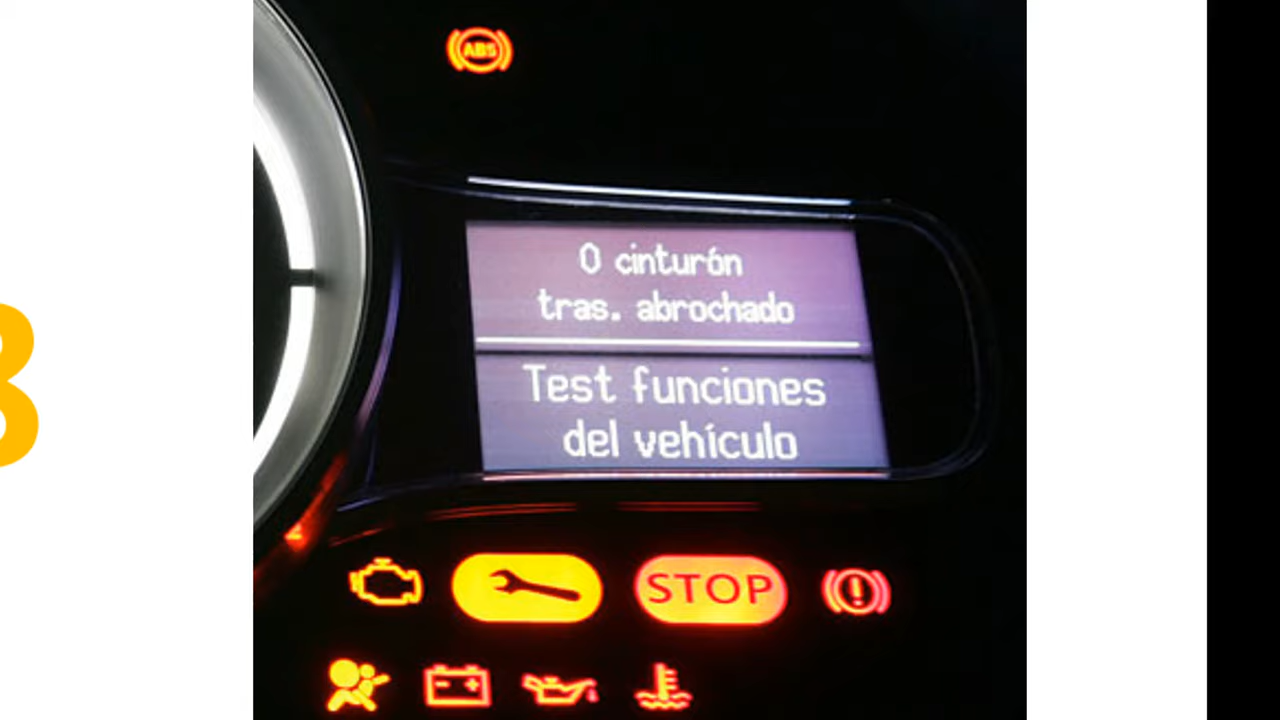 ABS
0 cinturón
tras. abrochado
Test funciones
del vehículo
STOP